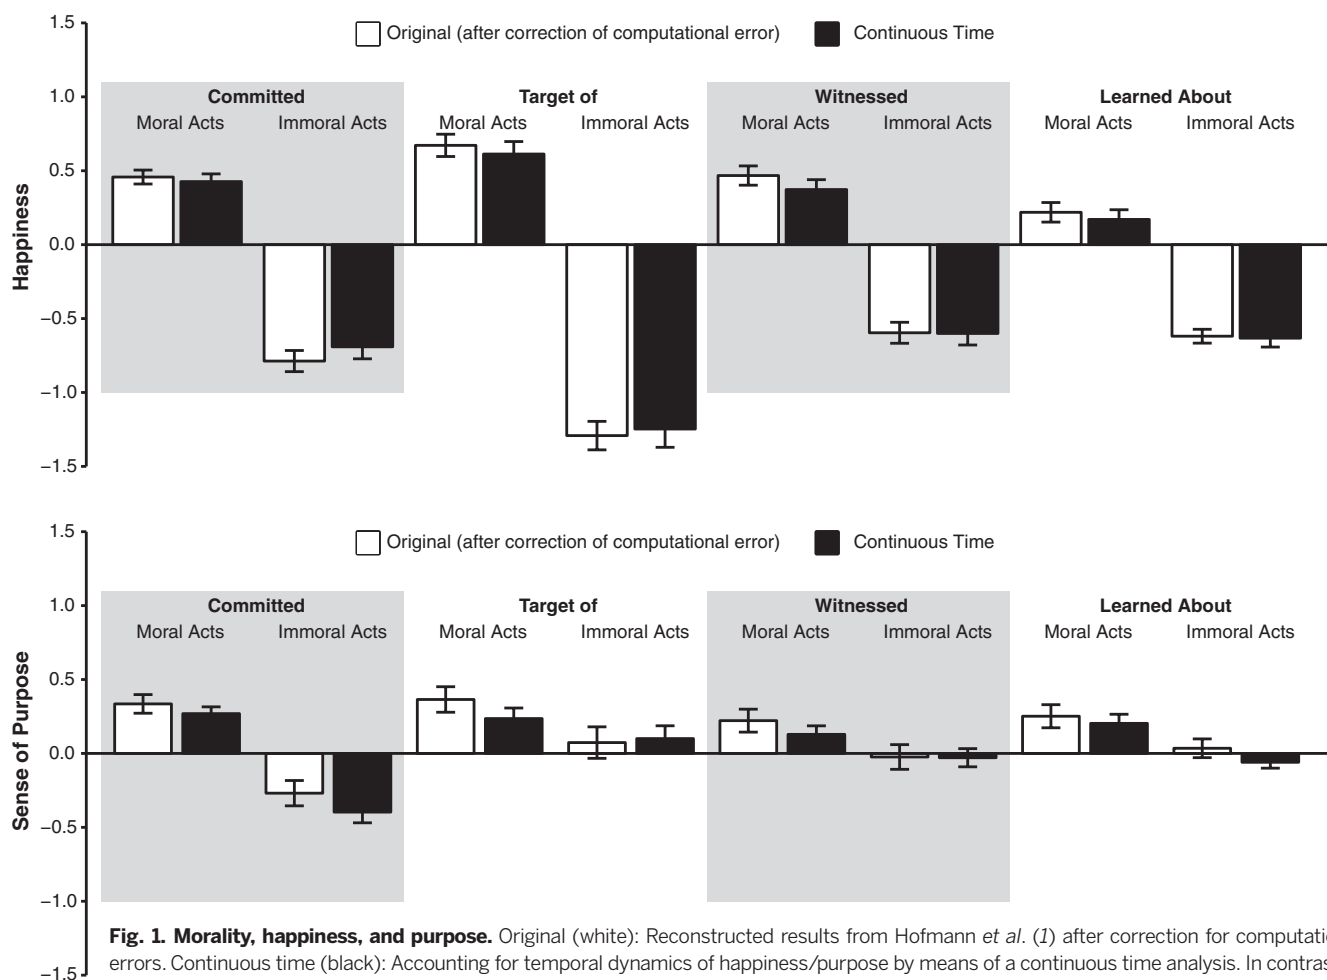 1.5
Original (after correction of computational error) Continuous Time
1.0
Committed Target of Witnessed Learned About
Moral Acts Immoral Acts Moral Acts Immoral Acts Moral Acts Immoral Acts Moral Acts Immoral Acts
0.5
Happiness
0.0
−0.5
−1.0
−1.5
1.5
Original (after correction of computational error) Continuous Time
1.0
Committed Target of Witnessed Learned About
Moral Acts Immoral Acts Moral Acts Immoral Acts Moral Acts Immoral Acts Moral Acts Immoral Acts
0.5
Sense of Purpose
0.0
−0.5
−1.0
Fig. 1. Morality, happiness, and purpose. Original (white): Reconstructed results from Hofmann et al. (1) after correction for computati
errors. Continuous time (black): Accounting for temporal dynamics of happiness/purpose by means of a continuous time analysis. In contras
−1.5